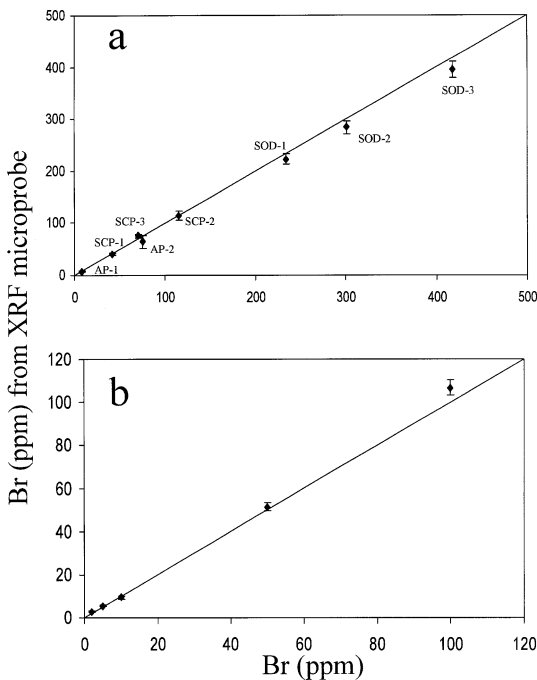 Br (ppm) from XRF microprobe
a
500
400
300
200
100
0
SOD-3
SOD-1
SOD-2
SCP-3
SCP-2
SCP-1
AP-2
AP-1
0 100 200 300 400 500
b
120
100
80
60
40
20
0
0 20 40 60 80 100 120
Br (ppm)